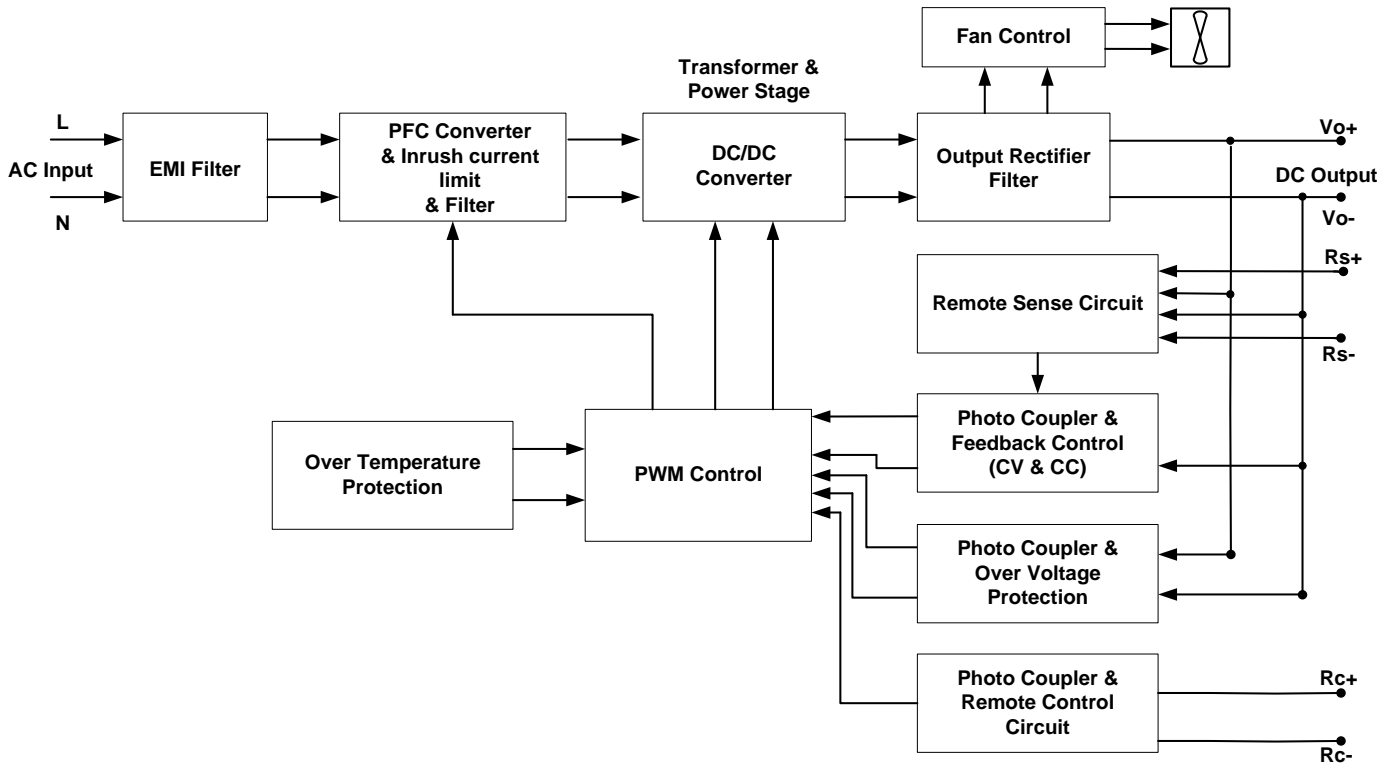 Fan Control
Transformer &
Power Stage
L
AC Input
N
EMI Filter
PFC Converter
& Inrush current
limit
& Filter
DC/DC
Converter
Output Rectifier
Filter
Vo+
DC Output
Vo-
Rs+
Remote Sense Circuit
Rs-
Over Temperature
Protection
PWM Control
Photo Coupler &
Feedback Control
(CV & CC)
Photo Coupler &
Over Voltage
Protection
Photo Coupler &
Remote Control
Circuit
Rc+
Rc-